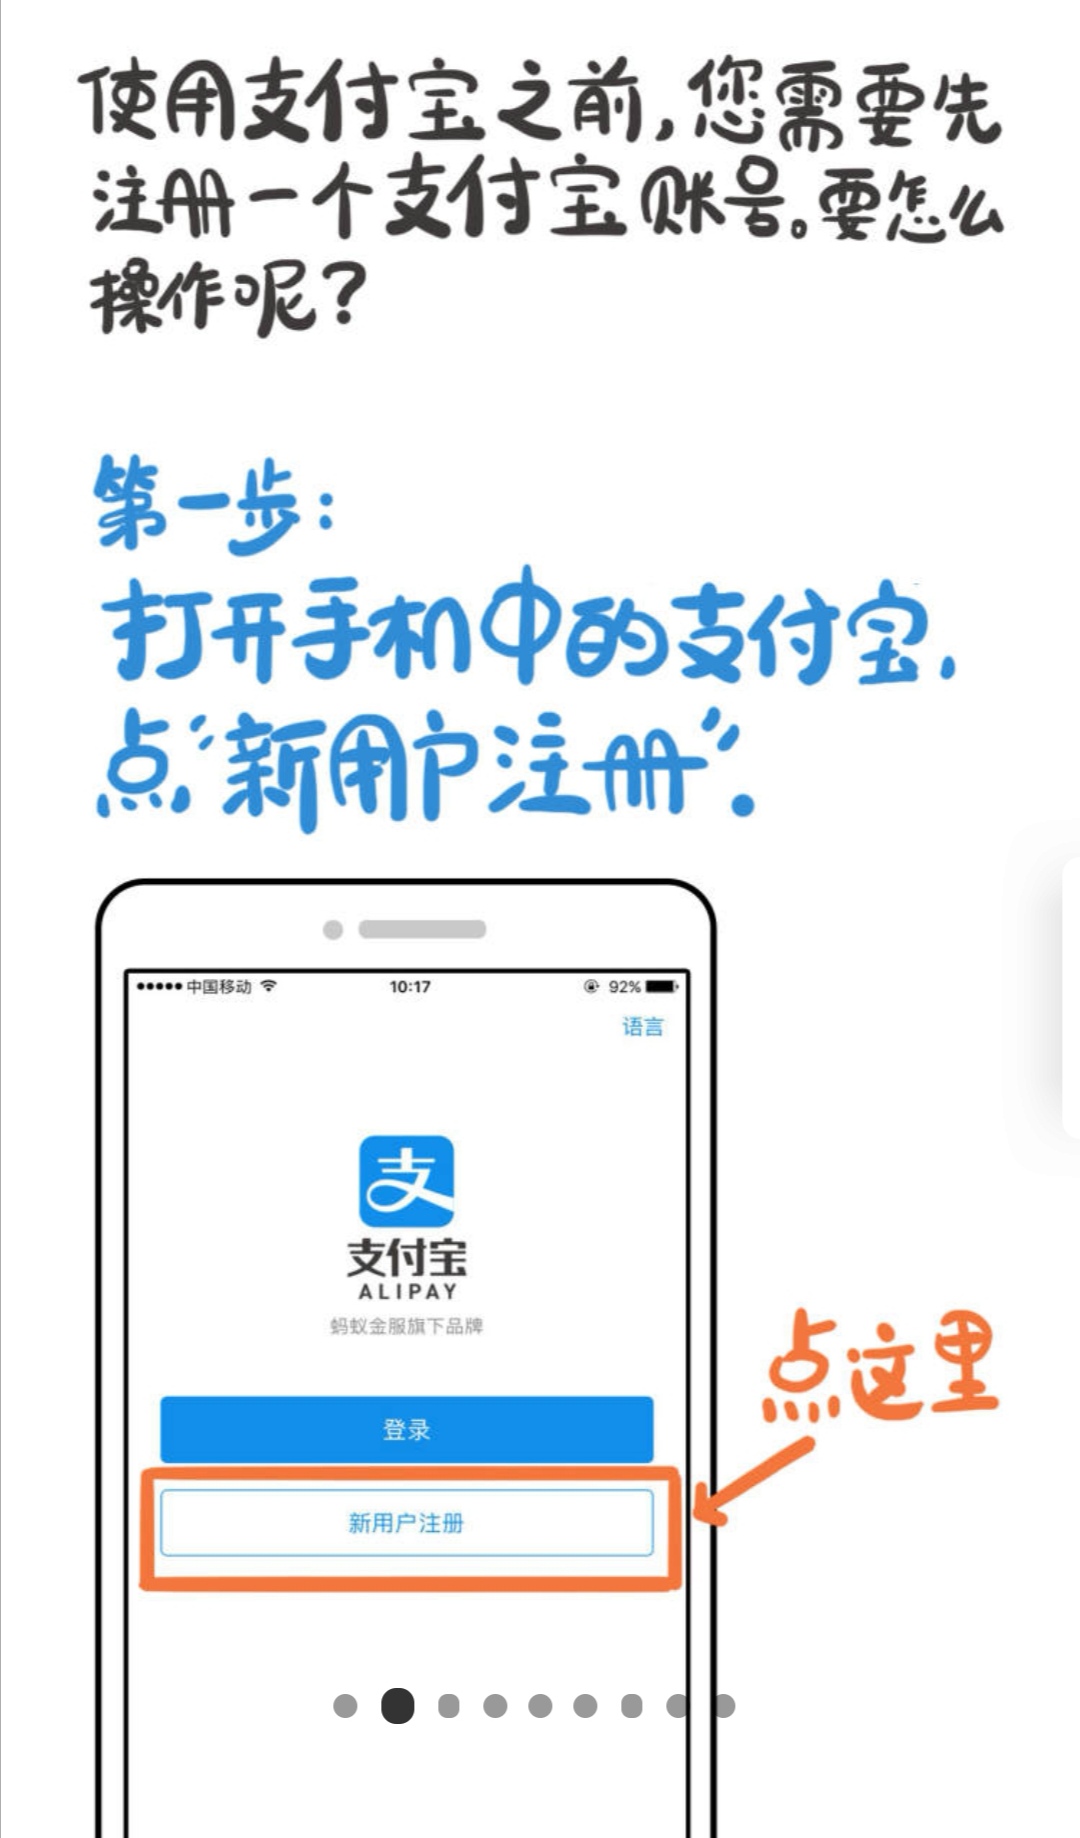 使用支付宝之前,您需要先
注册一个支付宝账号。要怎么
操作呢?
第一步:
打开手机中的支付宝,
点“新用户注册”.
中国移动 10:17 92%
语言
支
支付宝
ALIPAY
蚂蚁金服旗下品牌
点这里
登录
新用户注册